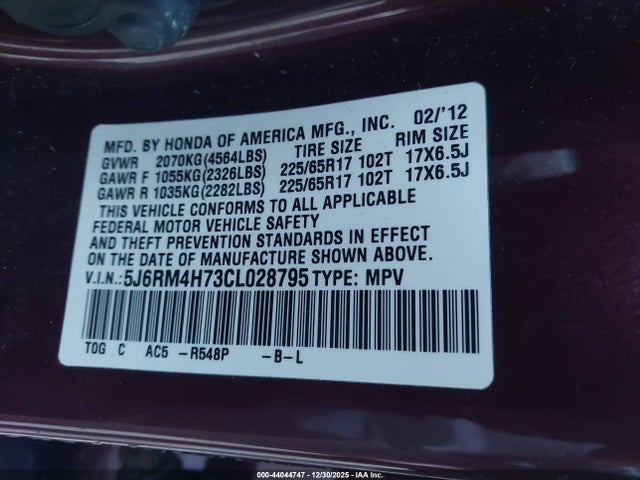 MFD. BY HONDA OF AMERICA MFG., INC. 02/'12
GVWR 2070KG(4564LBS) TIRE SIZE RIM SIZE
GAWR F 1055KG(2326LBS) 225/65R17 102T 17X6.5J
GAWR R 1035KG(2282LBS) 225/65R17 102T 17X6.5J
THIS VEHICLE CONFORMS TO ALL APPLICABLE
FEDERAL MOTOR VEHICLE SAFETY
AND THEFT PREVENTION STANDARDS IN EFFECT
ON THE DATE OF MANUFACTURE SHOWN ABOVE.
V.I.N.:5J6RM4H73CL028795 TYPE: MPV
TOG C AC5 -R548P -B-L
000-44044747 - 12/30/2025 - IAA Inc.